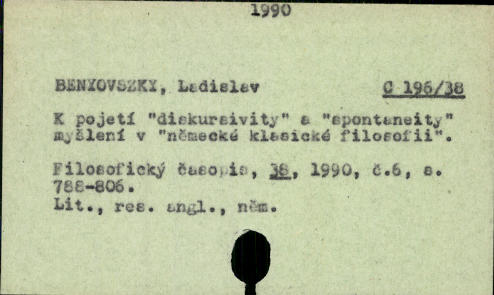 1990
BENYOVSZKY, Ladislav C 196/38
K pojetí "diskursivity" a "spontaneity"
myšlení v "německé klasické filosofii".
Filosofický časopis, 38, 1990, č.6, s.
788-806.
Lit., res. angl., něm.